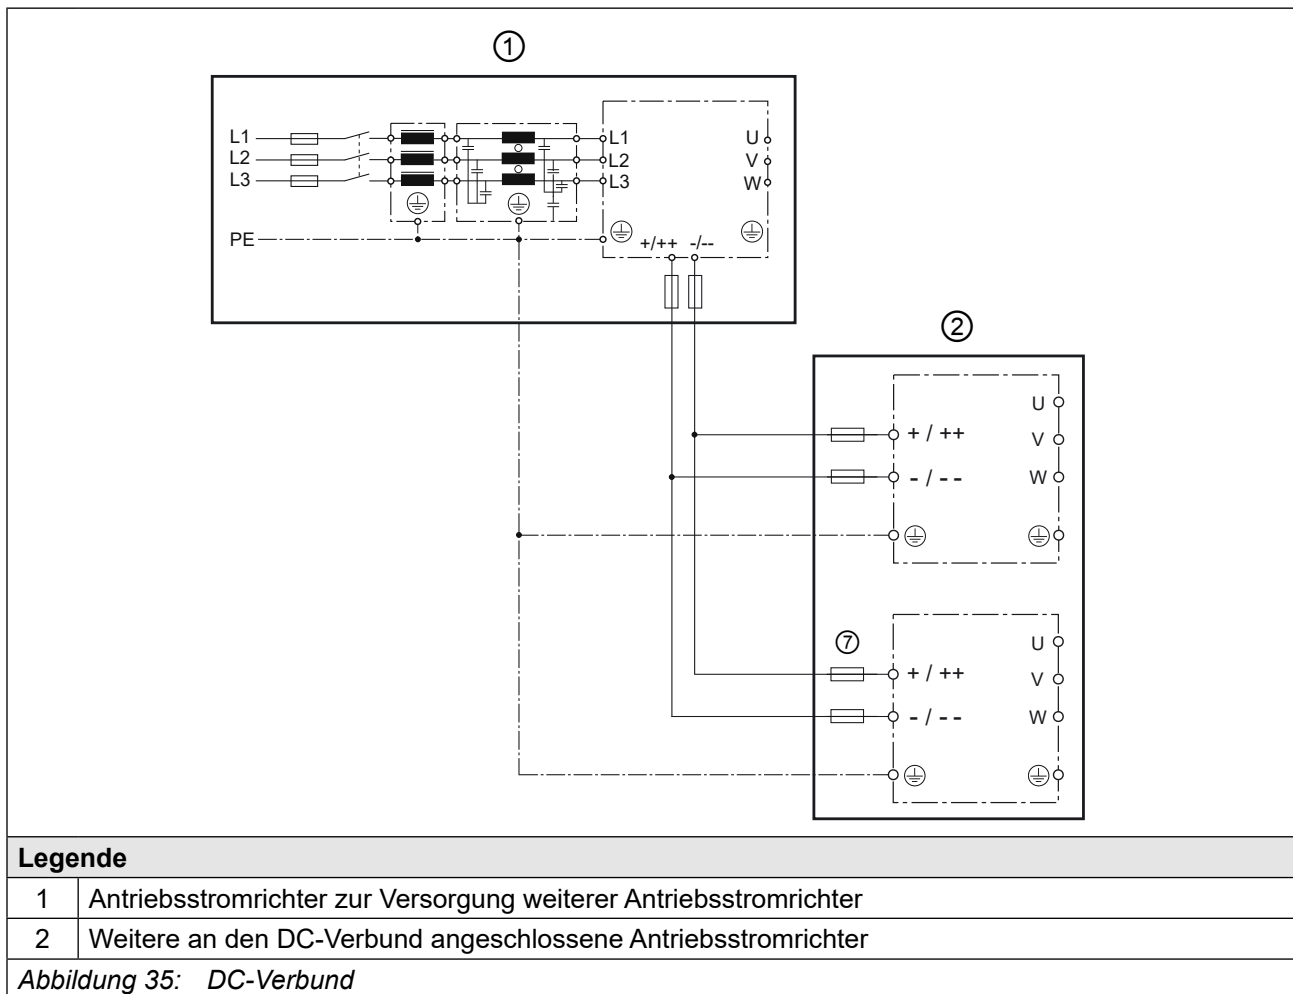 ①
L1
L2
L3
PE
L1
L2
L3
U
V
W
+/++ -/--
②
+ / ++
- / - -
U
V
W
⑦
+ / ++
- / - -
U
V
W
Legende
1 Antriebsstromrichter zur Versorgung weiterer Antriebsstromrichter
2 Weitere an den DC-Verbund angeschlossene Antriebsstromrichter
Abbildung 35: DC-Verbund